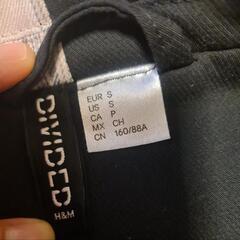 EUR S
US S
CA P
MX CH
CN 160/88A
DIVIDED
H&M